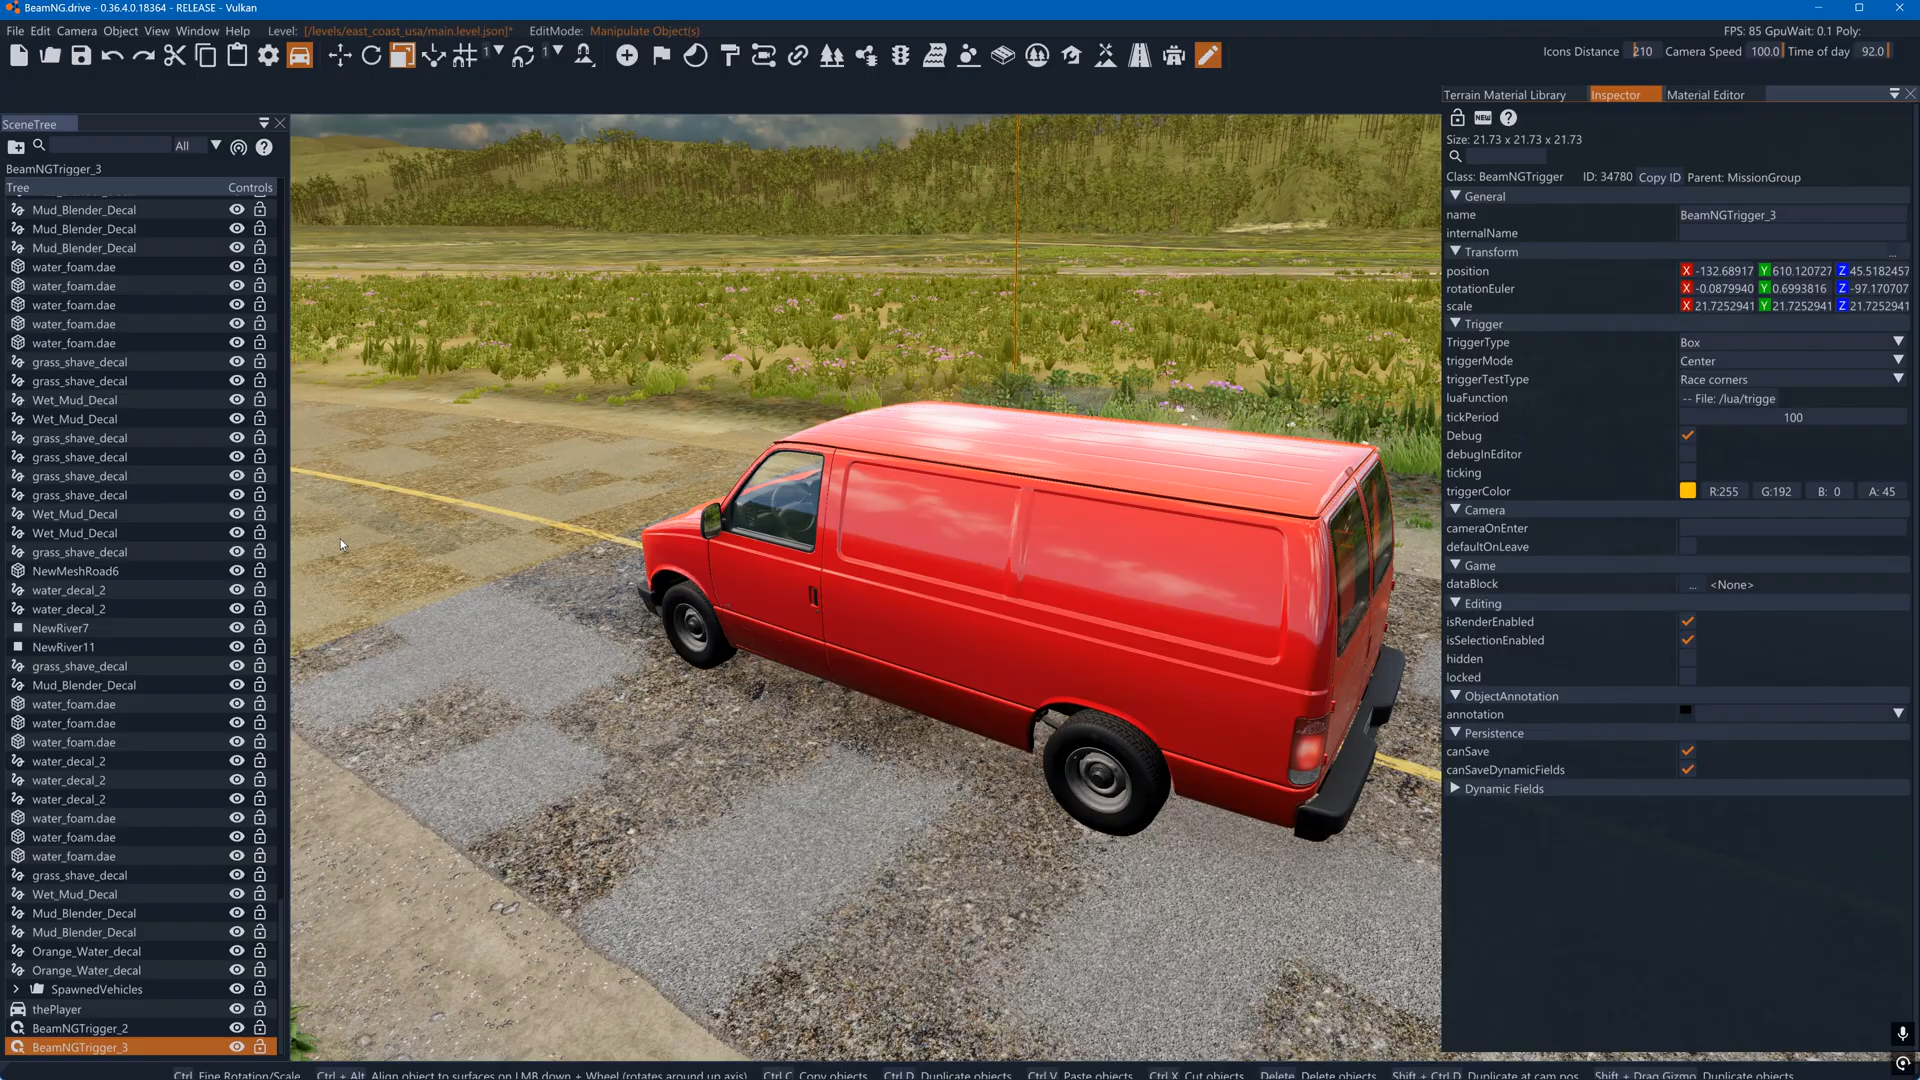 BeamNG.drive - 0.36.4.0.18364 - RELEASE - Vulkan
File Edit Camera Object View Window Help Level: [/levels/east_coast_usa/main.level.json]* EditMode: Manipulate Object(s)
FPS: 85 GpuWait: 0.1 Poly:
1 1
Icons Distance 210 Camera Speed 100.0 Time of day 92.0
SceneTree
All
BeamNGTrigger_3
Tree Controls
Mud_Blender_Decal
Mud_Blender_Decal
Mud_Blender_Decal
water_foam.dae
water_foam.dae
water_foam.dae
water_foam.dae
water_foam.dae
grass_shave_decal
grass_shave_decal
Wet_Mud_Decal
Wet_Mud_Decal
grass_shave_decal
grass_shave_decal
grass_shave_decal
grass_shave_decal
Wet_Mud_Decal
Wet_Mud_Decal
grass_shave_decal
NewMeshRoad6
water_decal_2
water_decal_2
NewRiver7
NewRiver11
grass_shave_decal
Mud_Blender_Decal
water_foam.dae
water_foam.dae
water_foam.dae
water_decal_2
water_decal_2
water_decal_2
water_foam.dae
water_foam.dae
water_foam.dae
grass_shave_decal
Wet_Mud_Decal
Mud_Blender_Decal
Mud_Blender_Decal
Orange_Water_decal
Orange_Water_decal
SpawnedVehicles
thePlayer
BeamNGTrigger_2
BeamNGTrigger_3
Terrain Material Library Inspector Material Editor
NEW
Size: 21.73 x 21.73 x 21.73
Class: BeamNGTrigger ID: 34780 Copy ID Parent: MissionGroup
General
name BeamNGTrigger_3
internalName
Transform ...
position X -132.68917 Y 610.120727 Z 45.5182457
rotationEuler X -0.0879940 Y 0.6993816 Z -97.170707
scale X 21.7252941 Y 21.7252941 Z 21.7252941
Trigger
TriggerType Box
triggerMode Center
triggerTestType Race corners
luaFunction -- File: /lua/trigge
tickPeriod 100
Debug
debugInEditor
ticking
triggerColor R:255 G:192 B: 0 A: 45
Camera
cameraOnEnter
defaultOnLeave
Game
dataBlock ... <None>
Editing
isRenderEnabled
isSelectionEnabled
hidden
locked
ObjectAnnotation
annotation
Persistence
canSave
canSaveDynamicFields
Dynamic Fields
Ctrl Fine Rotation/Scale Ctrl + Alt Align object to surfaces on LMB down + Wheel (rotates around up axis) Ctrl C Copy objects Ctrl D Duplicate objects Ctrl V Paste objects Ctrl X Cut objects Delete Delete objects Shift + Ctrl D Duplicate at cam pos Shift + Drag Gizmo Duplicate objects